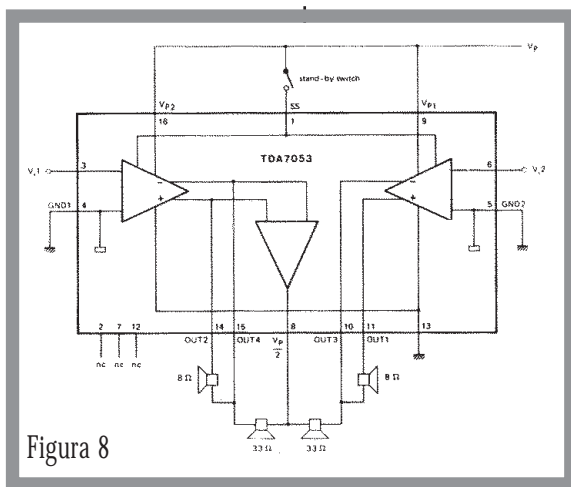 Vp
stand-by switch
VP2
SS
VP1
16
1
9
TDA7053
Vi1
3
6
Vi2
GND1
4
5
GND2
2
7
12
14
15
8
10
11
13
OUT2
OUT4
VP
2
OUT3
OUT1
nc
nc
nc
8 Ω
8 Ω
33 Ω
33 Ω
Figura 8